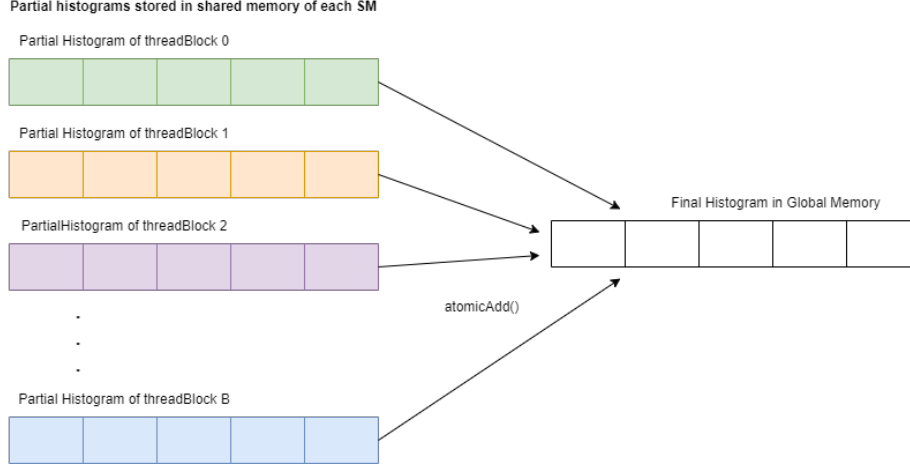 Partial histograms stored in shared memory of each SM
Partial Histogram of threadBlock 0
Partial Histogram of threadBlock 1
Final Histogram in Global Memory
PartialHistogram of threadBlock 2
atomicAdd()
Partial Histogram of threadBlock B